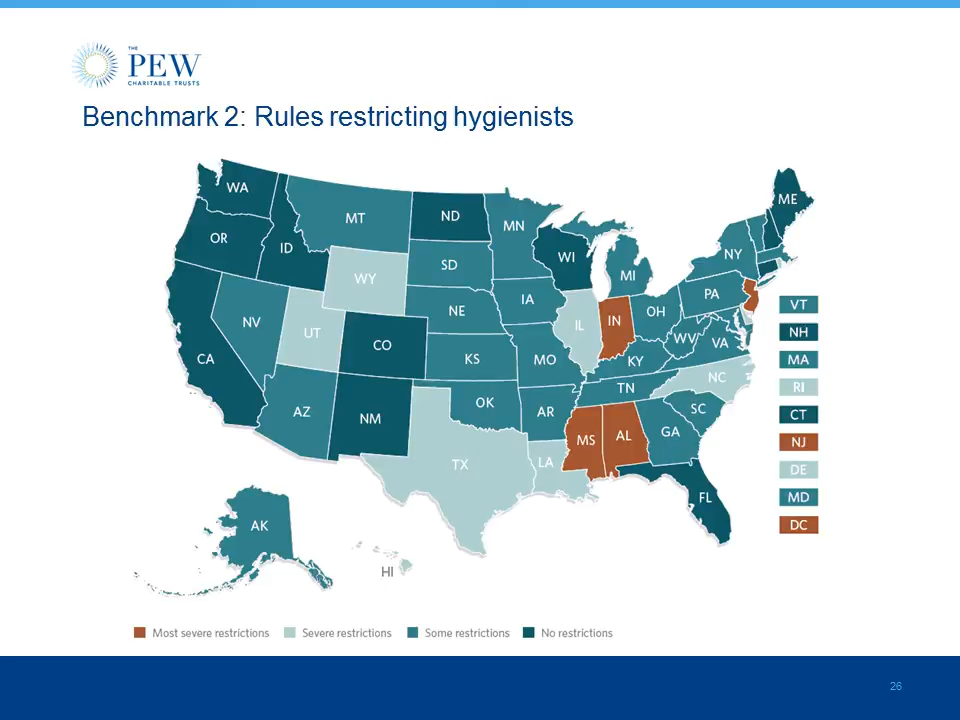 THE
PEW
CHARITABLE TRUSTS
Benchmark 2: Rules restricting hygienists
WA
OR
ID
MT
ND
MN
WI
MI
NY
ME
SD
WY
NE
IA
IL
IN
OH
PA
NV
UT
CO
KS
MO
KY
WV
VA
CA
AZ
NM
OK
AR
TN
NC
SC
TX
LA
MS
AL
GA
FL
AK
HI
VT
NH
MA
RI
CT
NJ
DE
MD
DC
Most severe restrictions
Severe restrictions
Some restrictions
No restrictions
26